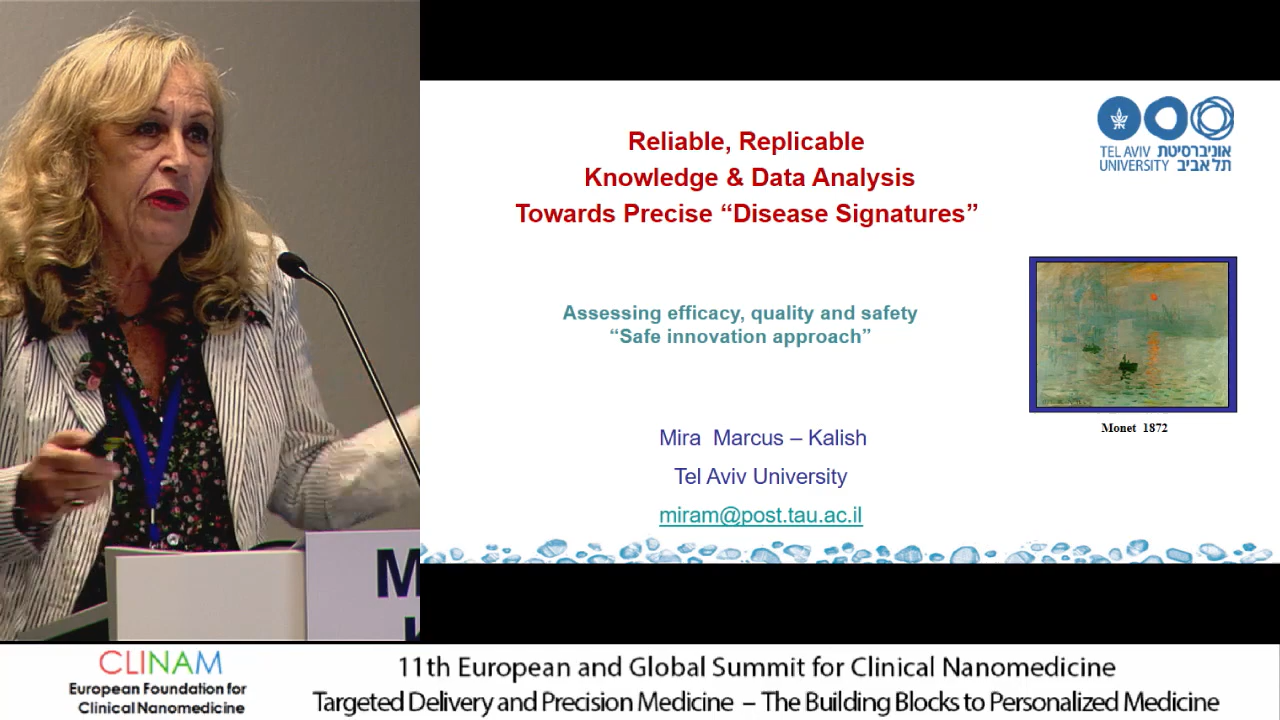 Reliable, Replicable
Knowledge & Data Analysis
Towards Precise “Disease Signatures”
TEL AVIV אוניברסיטת
UNIVERSITY תל אביב
Assessing efficacy, quality and safety
“Safe innovation approach”
Monet 1872
Mira Marcus – Kalish
Tel Aviv University
miram@post.tau.ac.il
M
CLINAM
European Foundation for
Clinical Nanomedicine
11th European and Global Summit for Clinical Nanomedicine
Targeted Delivery and Precision Medicine – The Building Blocks to Personalized Medicine